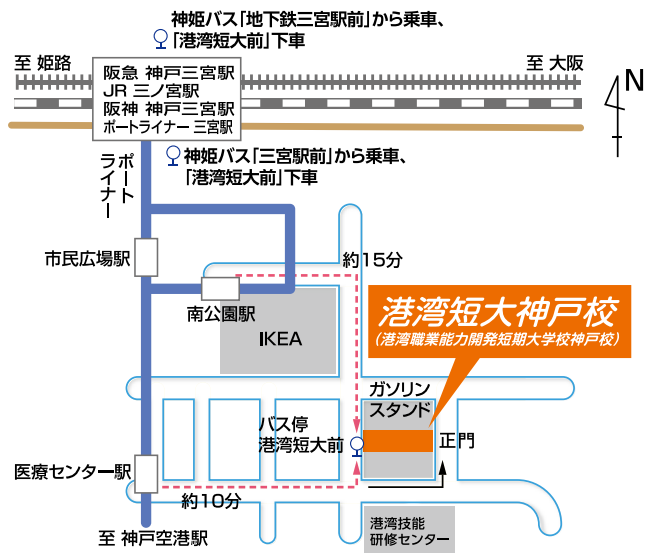 神姫バス「地下鉄三宮駅前」から乗車、
「港湾短大前」下車
至 姫路
至 大阪
阪急 神戸三宮駅
JR 三ノ宮駅
阪神 神戸三宮駅
ポートライナー 三宮駅
N
神姫バス「三宮駅前」から乗車、
「港湾短大前」下車
ポート
ライナー
市民広場駅
約15分
南公園駅
IKEA
港湾短大神戸校
(港湾職業能力開発短期大学校神戸校)
ガソリン
スタンド
バス停
港湾短大前
正門
医療センター駅
約10分
港湾技能
研修センター
至 神戸空港駅